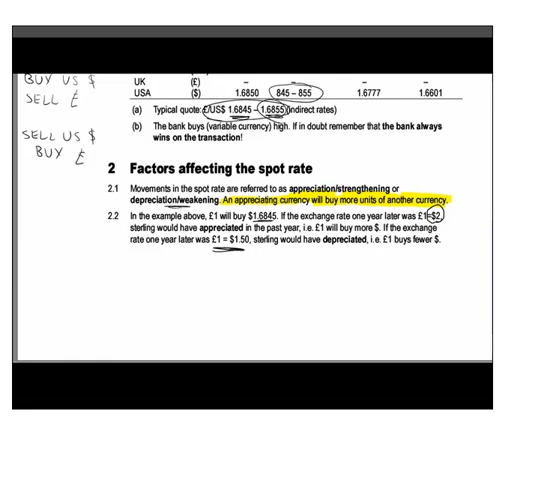 BUY US $
SELL £
SELL US $
BUY £
UK (£) – – – –
USA ($) 1.6850 845 – 855 1.6777 1.6601
(a) Typical quote: £/US$ 1.6845 – 1.6855 (indirect rates)
(b) The bank buys (variable currency) high. If in doubt remember that the bank always
wins on the transaction!
2 Factors affecting the spot rate
2.1 Movements in the spot rate are referred to as appreciation/strengthening or
depreciation/weakening. An appreciating currency will buy more units of another currency.
2.2 In the example above, £1 will buy $1.6845. If the exchange rate one year later was £1=$2,
sterling would have appreciated in the past year, i.e. £1 will buy more $. If the exchange
rate one year later was £1 = $1.50, sterling would have depreciated, i.e. £1 buys fewer $.